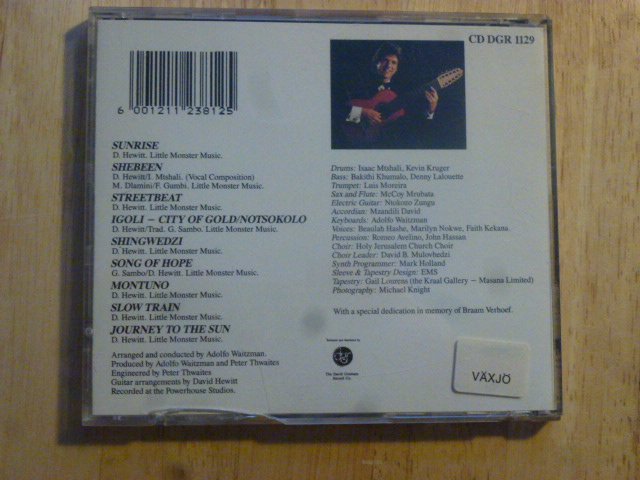 CD DGR 1129
6 001211 238125
SUNRISE
D. Hewitt. Little Monster Music.
SHEBEEN
D. Hewitt/I. Mtshali. (Vocal Composition)
M. Dlamini/F. Gumbi. Little Monster Music.
STREETBEAT
D. Hewitt. Little Monster Music.
IGOLI – CITY OF GOLD/NOTSOKOLO
D. Hewitt/Trad. G. Sambo. Little Monster Music.
SHINGWEDZI
D. Hewitt. Little Monster Music.
SONG OF HOPE
G. Sambo/D. Hewitt. Little Monster Music.
MONTUNO
D. Hewitt. Little Monster Music.
SLOW TRAIN
D. Hewitt. Little Monster Music.
JOURNEY TO THE SUN
D. Hewitt. Little Monster Music.
Arranged and conducted by Adolfo Waitzman.
Produced by Adolfo Waitzman and Peter Thwaites
Engineered by Peter Thwaites
Guitar arrangements by David Hewitt
Recorded at the Powerhouse Studios.
Drums: Isaac Mtshali, Kevin Kruger
Bass: Bakithi Khumalo, Denny Lalouette
Trumpet: Luis Moreira
Sax and Flute: McCoy Mrubata
Electric Guitar: Ntokozo Zungu
Accordian: Mzandili David
Keyboards: Adolfo Waitzman
Voices: Beaulah Hashe, Marilyn Nokwe, Faith Kekana
Percussion: Romeo Avelino, John Hassan
Choir: Holy Jerusalem Church Choir
Choir Leader: David B. Mulovhedzi
Synth Programmer: Mark Holland
Sleeve & Tapestry Design: EMS
Tapestry: Gail Lourens (the Kraal Gallery – Masana Limited)
Photography: Michael Knight
With a special dedication in memory of Braam Verhoef.
dgr
Record Co.
VÄXJÖ